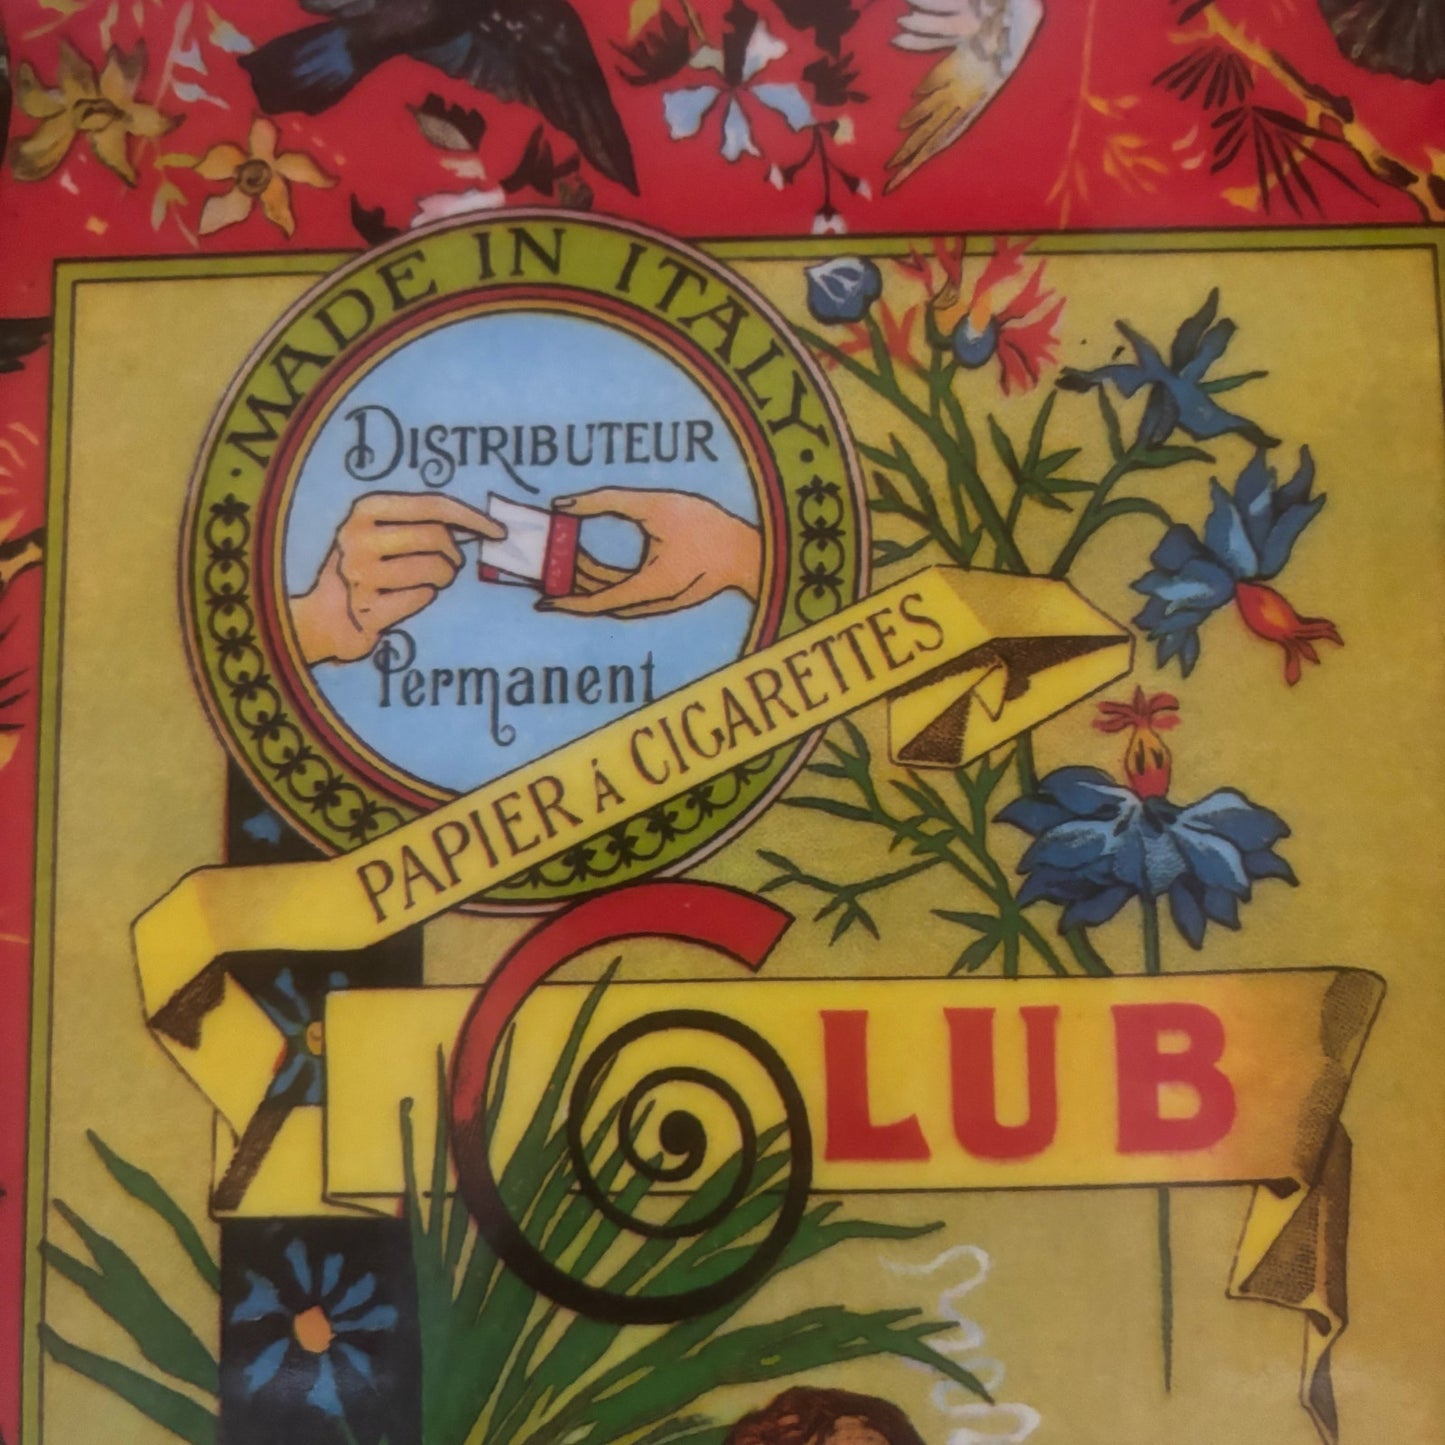 MADE IN ITALY
DISTRIBUTEUR
Permanent
PAPIER Á CIGARETTES
CLUB